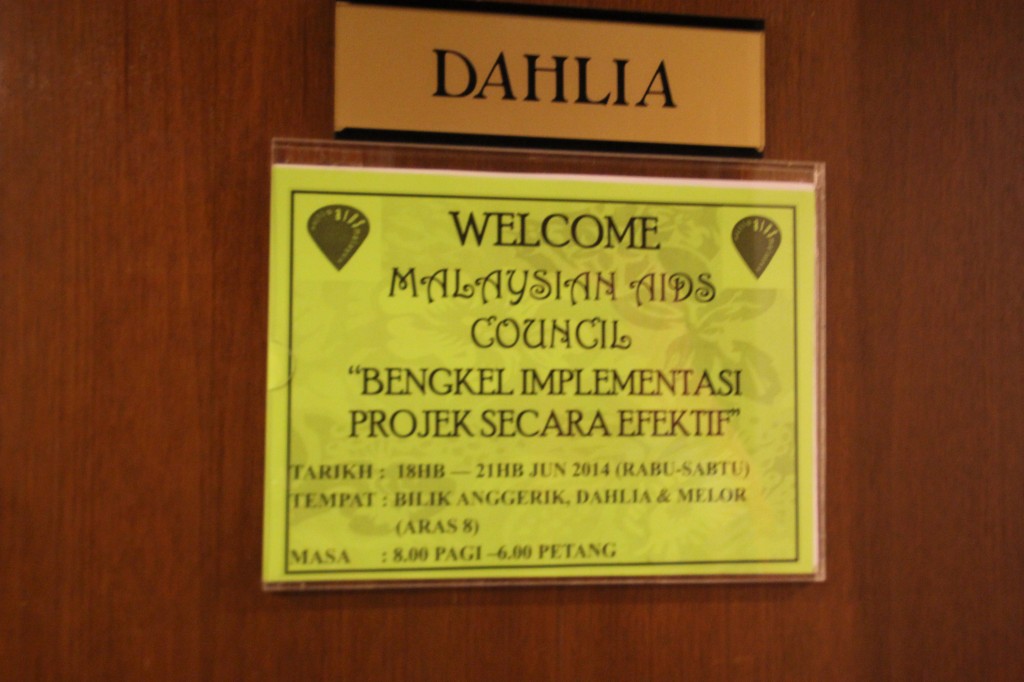 DAHLIA
WELCOME
MALAYSIAN AIDS
COUNCIL
“BENGKEL IMPLEMENTASI
PROJEK SECARA EFEKTIF”
TARIKH : 18HB — 21HB JUN 2014 (RABU-SABTU)
TEMPAT : BILIK ANGGERIK, DAHLIA & MELOR
(ARAS 8)
MASA : 8.00 PAGI –6.00 PETANG